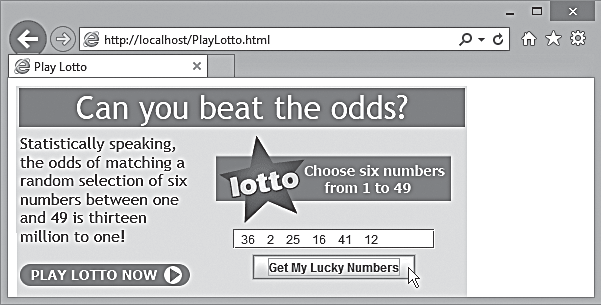 http://localhost/PlayLotto.html
Play Lotto
Can you beat the odds?
Statistically speaking,
the odds of matching a
random selection of six
numbers between one
and 49 is thirteen
million to one!
PLAY LOTTO NOW
lotto
Choose six numbers
from 1 to 49
36 2 25 16 41 12
Get My Lucky Numbers